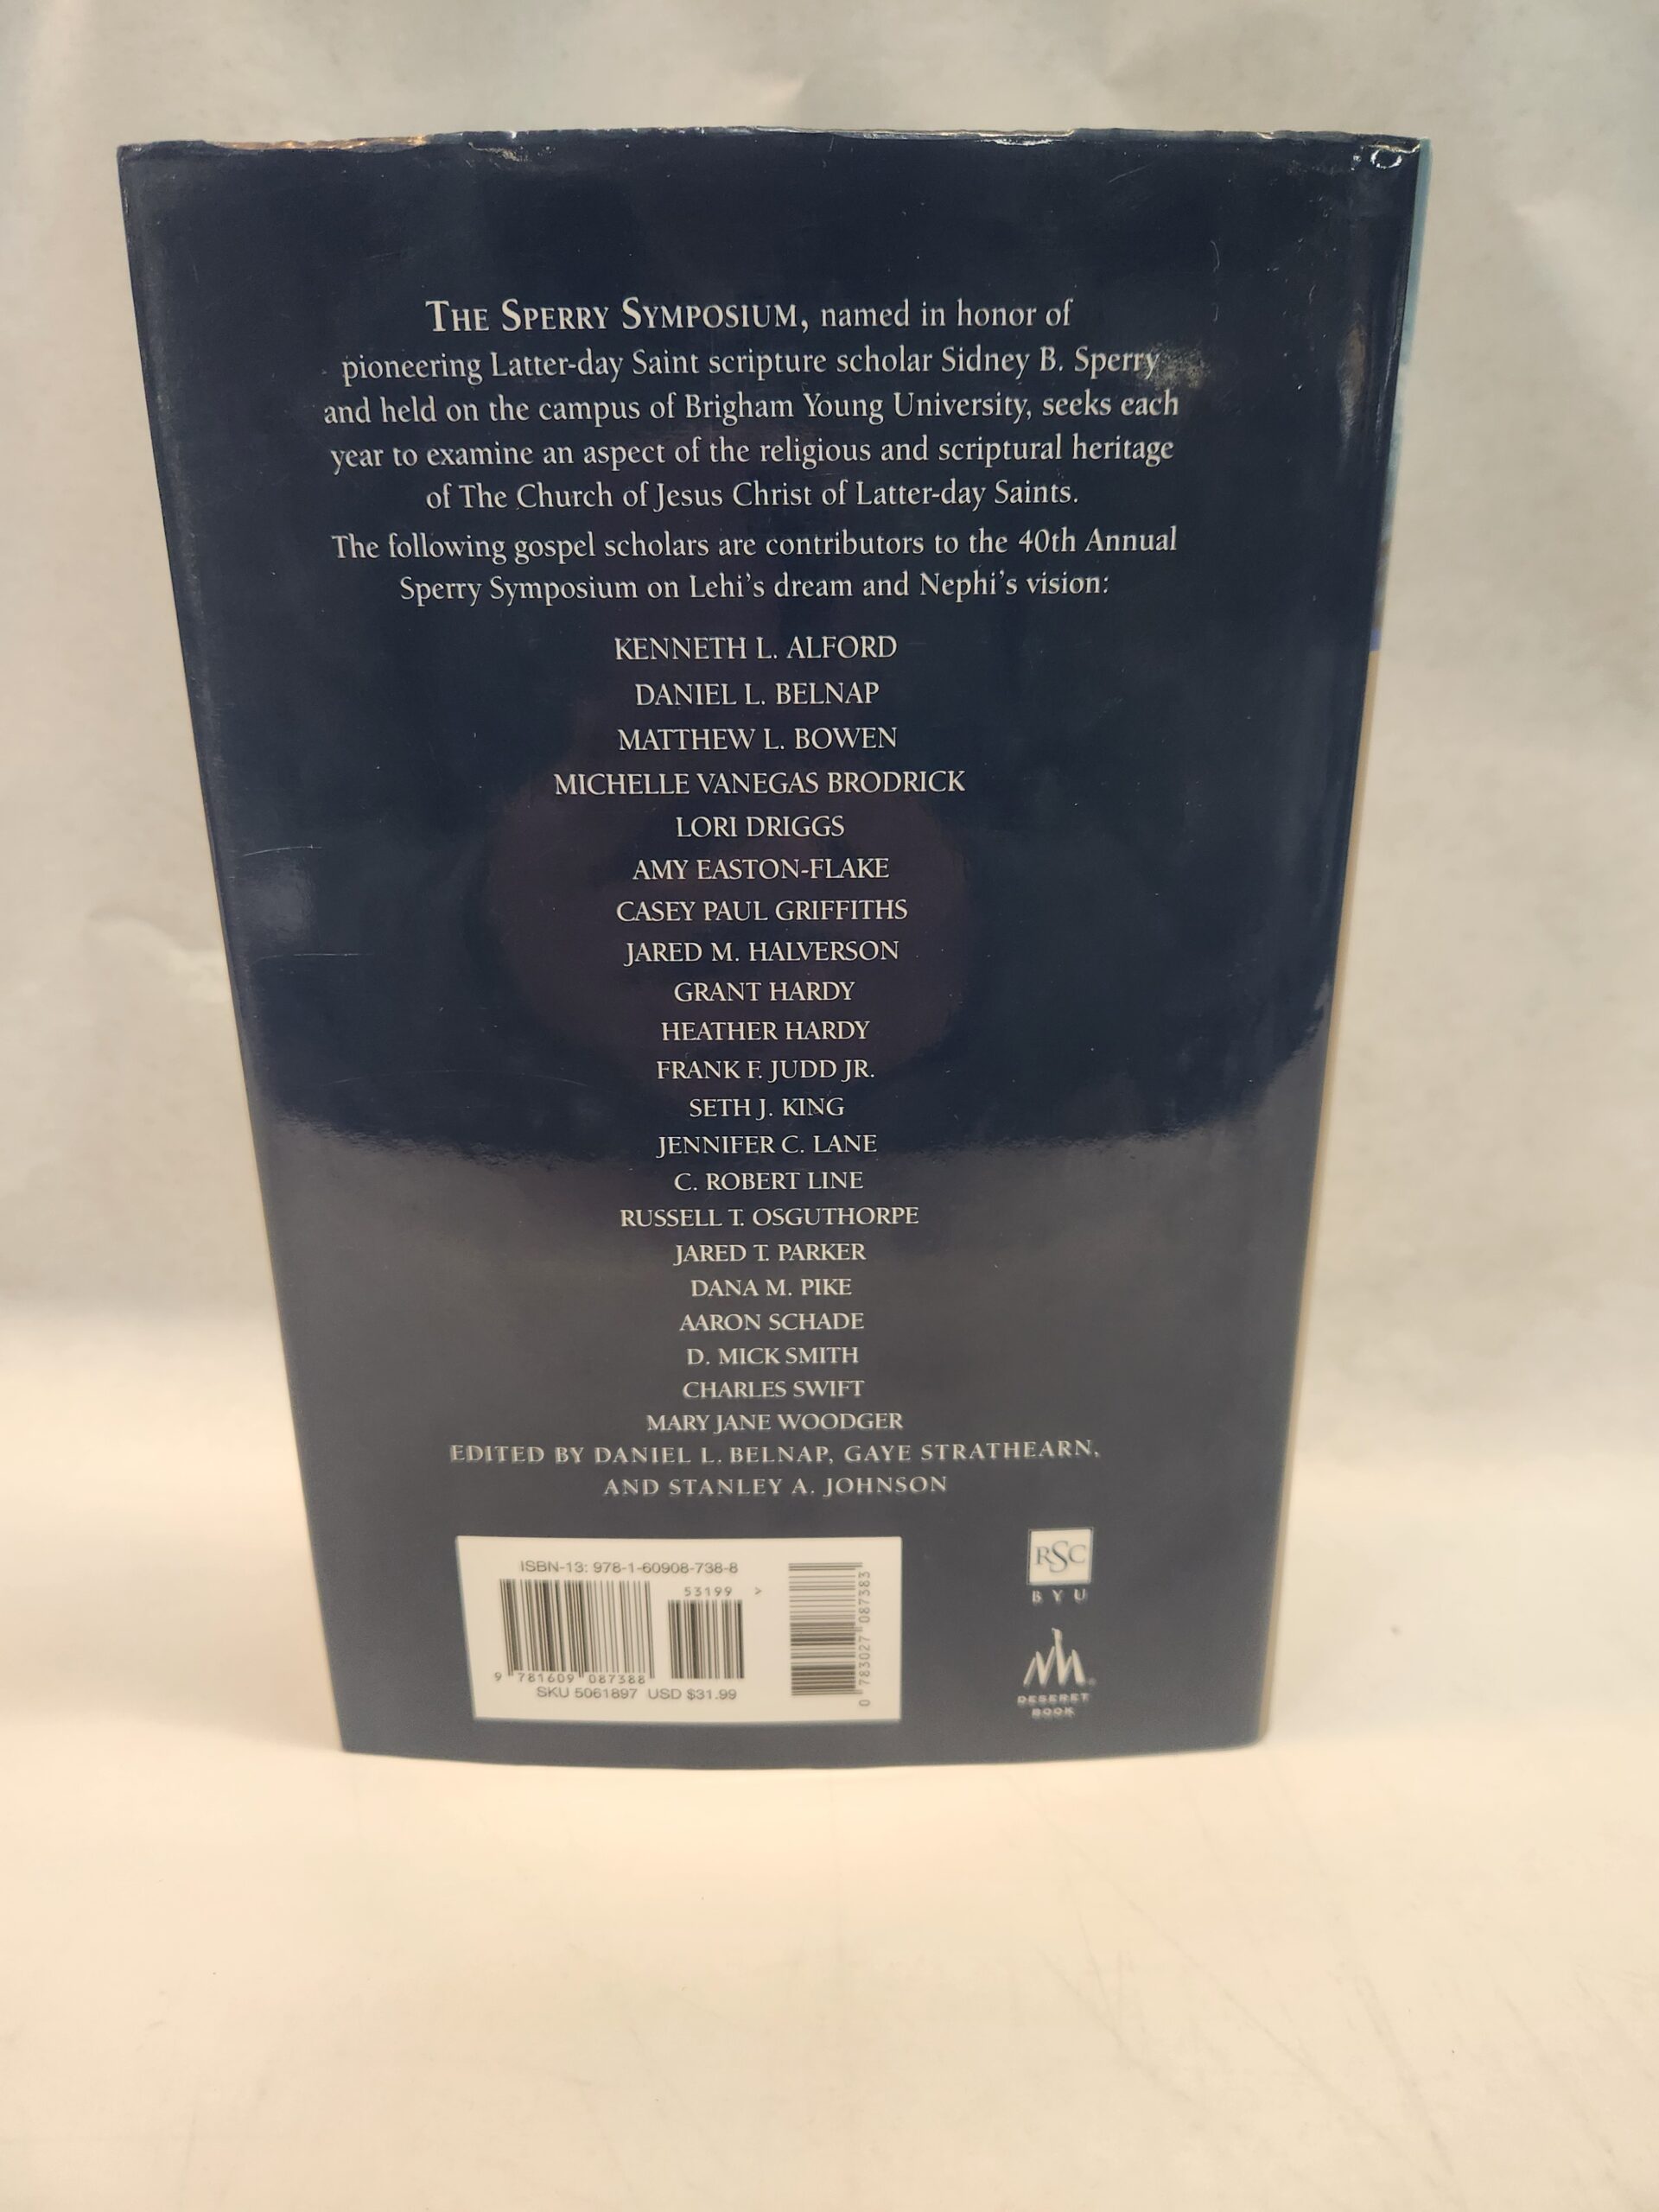 THE SPERRY SYMPOSIUM, named in honor of
pioneering Latter-day Saint scripture scholar Sidney B. Sperry
and held on the campus of Brigham Young University, seeks each
year to examine an aspect of the religious and scriptural heritage
of The Church of Jesus Christ of Latter-day Saints.
The following gospel scholars are contributors to the 40th Annual
Sperry Symposium on Lehi's dream and Nephi's vision:
KENNETH L. ALFORD
DANIEL L. BELNAP
MATTHEW L. BOWEN
MICHELLE VANEGAS BRODRICK
LORI DRIGGS
AMY EASTON-FLAKE
CASEY PAUL GRIFFITHS
JARED M. HALVERSON
GRANT HARDY
HEATHER HARDY
FRANK F. JUDD JR.
SETH J. KING
JENNIFER C. LANE
C. ROBERT LINE
RUSSELL T. OSGUTHORPE
JARED T. PARKER
DANA M. PIKE
AARON SCHADE
D. MICK SMITH
CHARLES SWIFT
MARY JANE WOODGER
EDITED BY DANIEL L. BELNAP, GAYE STRATHEARN,
AND STANLEY A. JOHNSON
ISBN-13: 978-1-60908-738-8
53199 >
9 781609 087388
SKU 5061897 USD $31.99
0 783027 087383
RSC
BYU
DESERET
BOOK